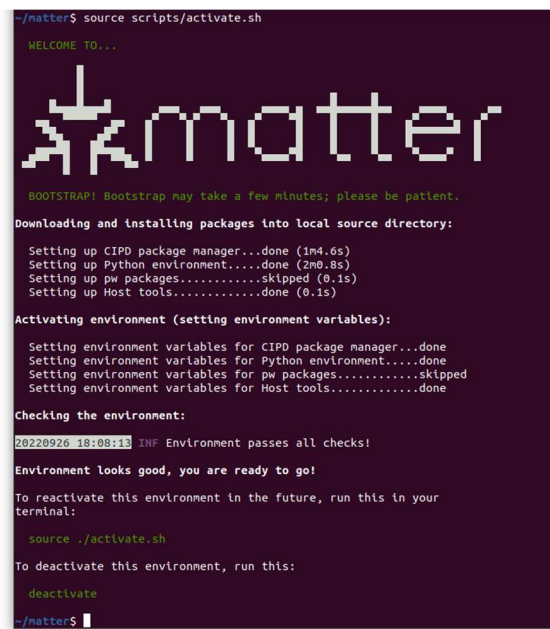 ~/matter$ source scripts/activate.sh
WELCOME TO...
matter
BOOTSTRAP! Bootstrap may take a few minutes; please be patient.
Downloading and installing packages into local source directory:
Setting up CIPD package manager...done (1m4.6s)
Setting up Python environment.....done (2m0.8s)
Setting up pw packages............skipped (0.1s)
Setting up Host tools.............done (0.1s)
Activating environment (setting environment variables):
Setting environment variables for CIPD package manager...done
Setting environment variables for Python environment.....done
Setting environment variables for pw packages............skipped
Setting environment variables for Host tools.............done
Checking the environment:
20220926 18:08:13 INF Environment passes all checks!
Environment looks good, you are ready to go!
To reactivate this environment in the future, run this in your
terminal:
source ./activate.sh
To deactivate this environment, run this:
deactivate
~/matter$